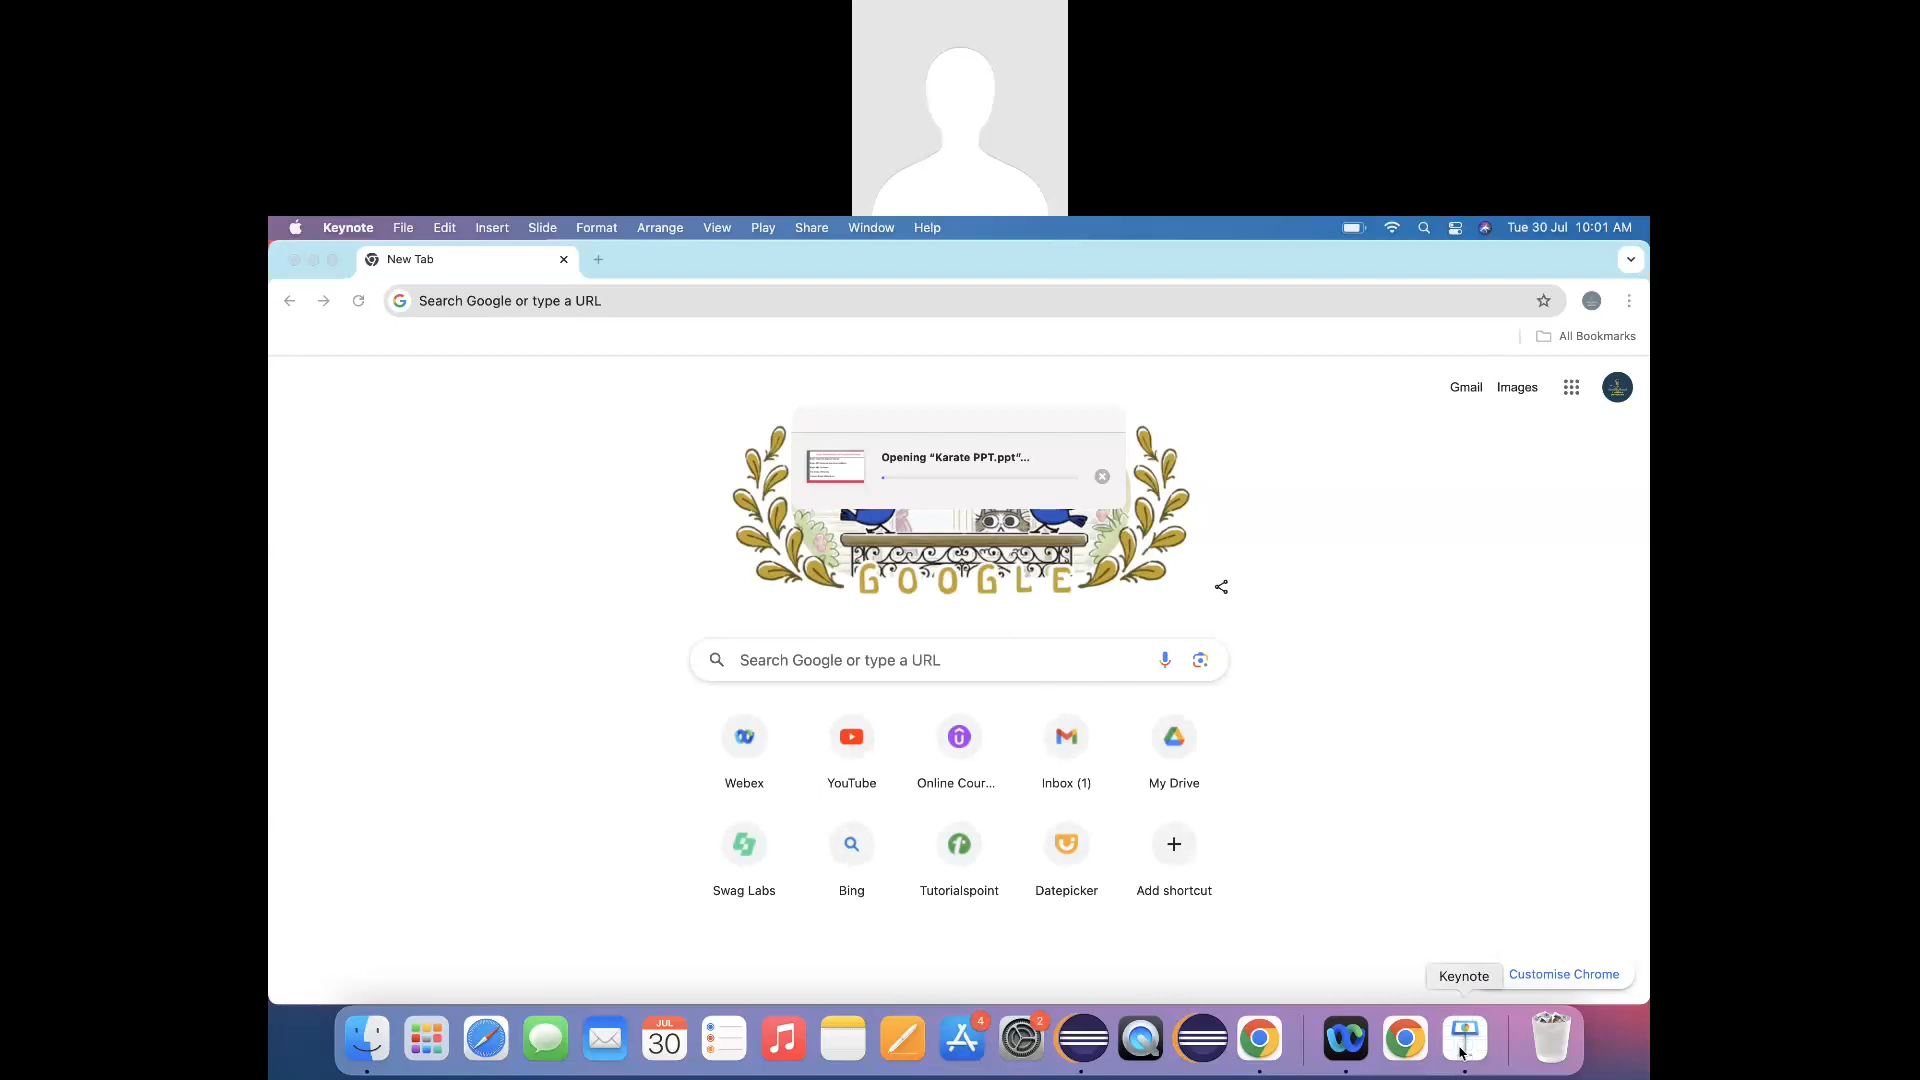 Keynote File Edit Insert Slide Format Arrange View Play Share Window Help Tue 30 Jul 10:01 AM
New Tab
Search Google or type a URL
All Bookmarks
Gmail Images
Opening “Karate PPT.ppt”...
GOOGLE
Search Google or type a URL
Webex YouTube Online Cour... Inbox (1) My Drive
Swag Labs Bing Tutorialspoint Datepicker Add shortcut
Keynote Customise Chrome
JUL
30
4
2